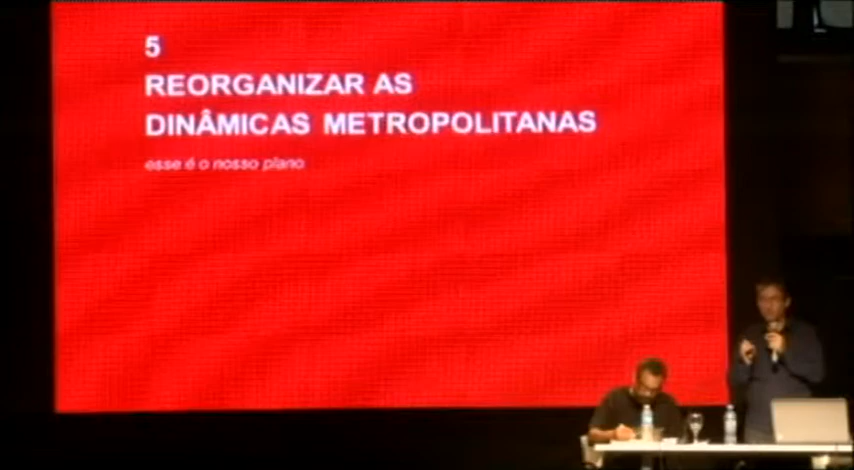 5
REORGANIZAR AS
DINÂMICAS METROPOLITANAS
esse é o nosso plano